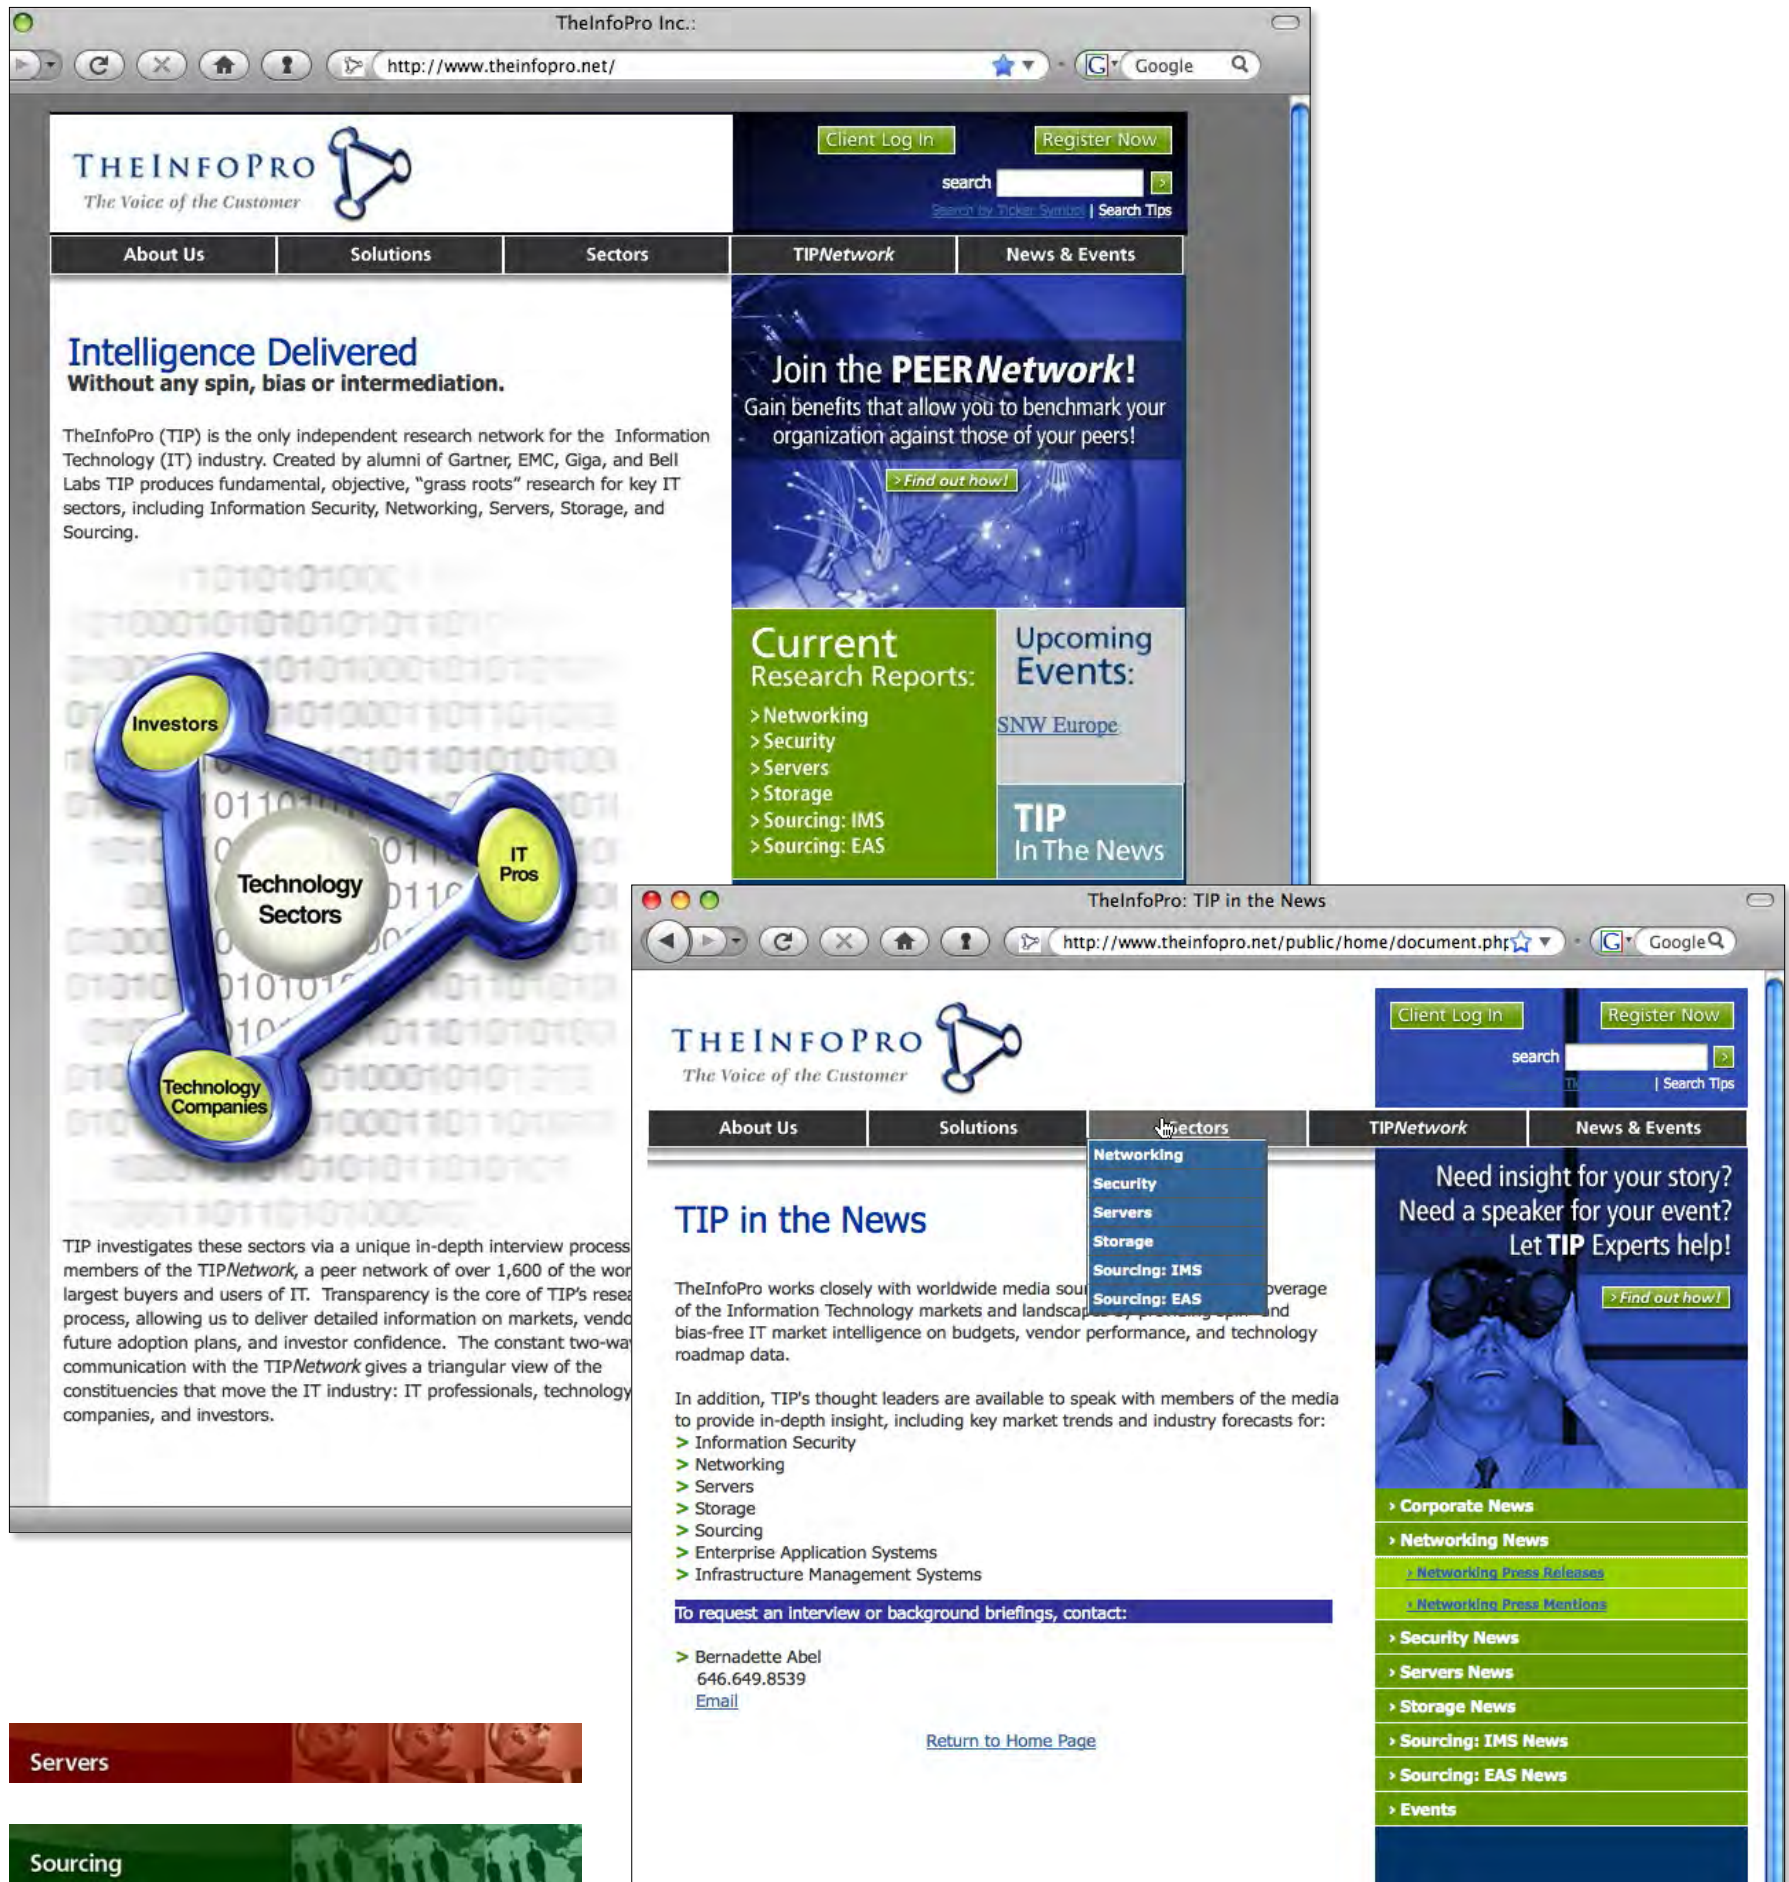 TheInfoPro Inc.:
http://www.theinfopro.net/
Google
THEINFOPRO
The Voice of the Customer
Client Log In
Register Now
search
Search by Ticker Symbol | Search Tips
About Us
Solutions
Sectors
TIPNetwork
News & Events
Intelligence Delivered
Without any spin, bias or intermediation.
TheInfoPro (TIP) is the only independent research network for the Information
Technology (IT) industry. Created by alumni of Gartner, EMC, Giga, and Bell
Labs TIP produces fundamental, objective, “grass roots” research for key IT
sectors, including Information Security, Networking, Servers, Storage, and
Sourcing.
Investors
IT
Pros
Technology
Sectors
Technology
Companies
TIP investigates these sectors via a unique in-depth interview process
members of the TIPNetwork, a peer network of over 1,600 of the wor
largest buyers and users of IT. Transparency is the core of TIP's resea
process, allowing us to deliver detailed information on markets, vendo
future adoption plans, and investor confidence. The constant two-wa
communication with the TIPNetwork gives a triangular view of the
constituencies that move the IT industry: IT professionals, technology
companies, and investors.
Join the PEERNetwork!
Gain benefits that allow you to benchmark your
organization against those of your peers!
>Find out how!
Current
Research Reports:
>Networking
>Security
>Servers
>Storage
>Sourcing: IMS
>Sourcing: EAS
Upcoming
Events:
SNW Europe
TIP
In The News
TheInfoPro: TIP in the News
http://www.theinfopro.net/public/home/document.php
Google
THEINFOPRO
The Voice of the Customer
Client Log In
Register Now
search
| Search Tips
About Us
Solutions
Sectors
TIPNetwork
News & Events
Networking
Security
Servers
Storage
Sourcing: IMS
Sourcing: EAS
TIP in the News
TheInfoPro works closely with worldwide media sou overage
of the Information Technology markets and landscap by providing spin- and
bias-free IT market intelligence on budgets, vendor performance, and technology
roadmap data.
In addition, TIP's thought leaders are available to speak with members of the media
to provide in-depth insight, including key market trends and industry forecasts for:
> Information Security
> Networking
> Servers
> Storage
> Sourcing
> Enterprise Application Systems
> Infrastructure Management Systems
To request an interview or background briefings, contact:
> Bernadette Abel
646.649.8539
Email
Return to Home Page
Need insight for your story?
Need a speaker for your event?
Let TIP Experts help!
>Find out how!
› Corporate News
› Networking News
› Networking Press Releases
› Networking Press Mentions
› Security News
› Servers News
› Storage News
› Sourcing: IMS News
› Sourcing: EAS News
› Events
Servers
Sourcing